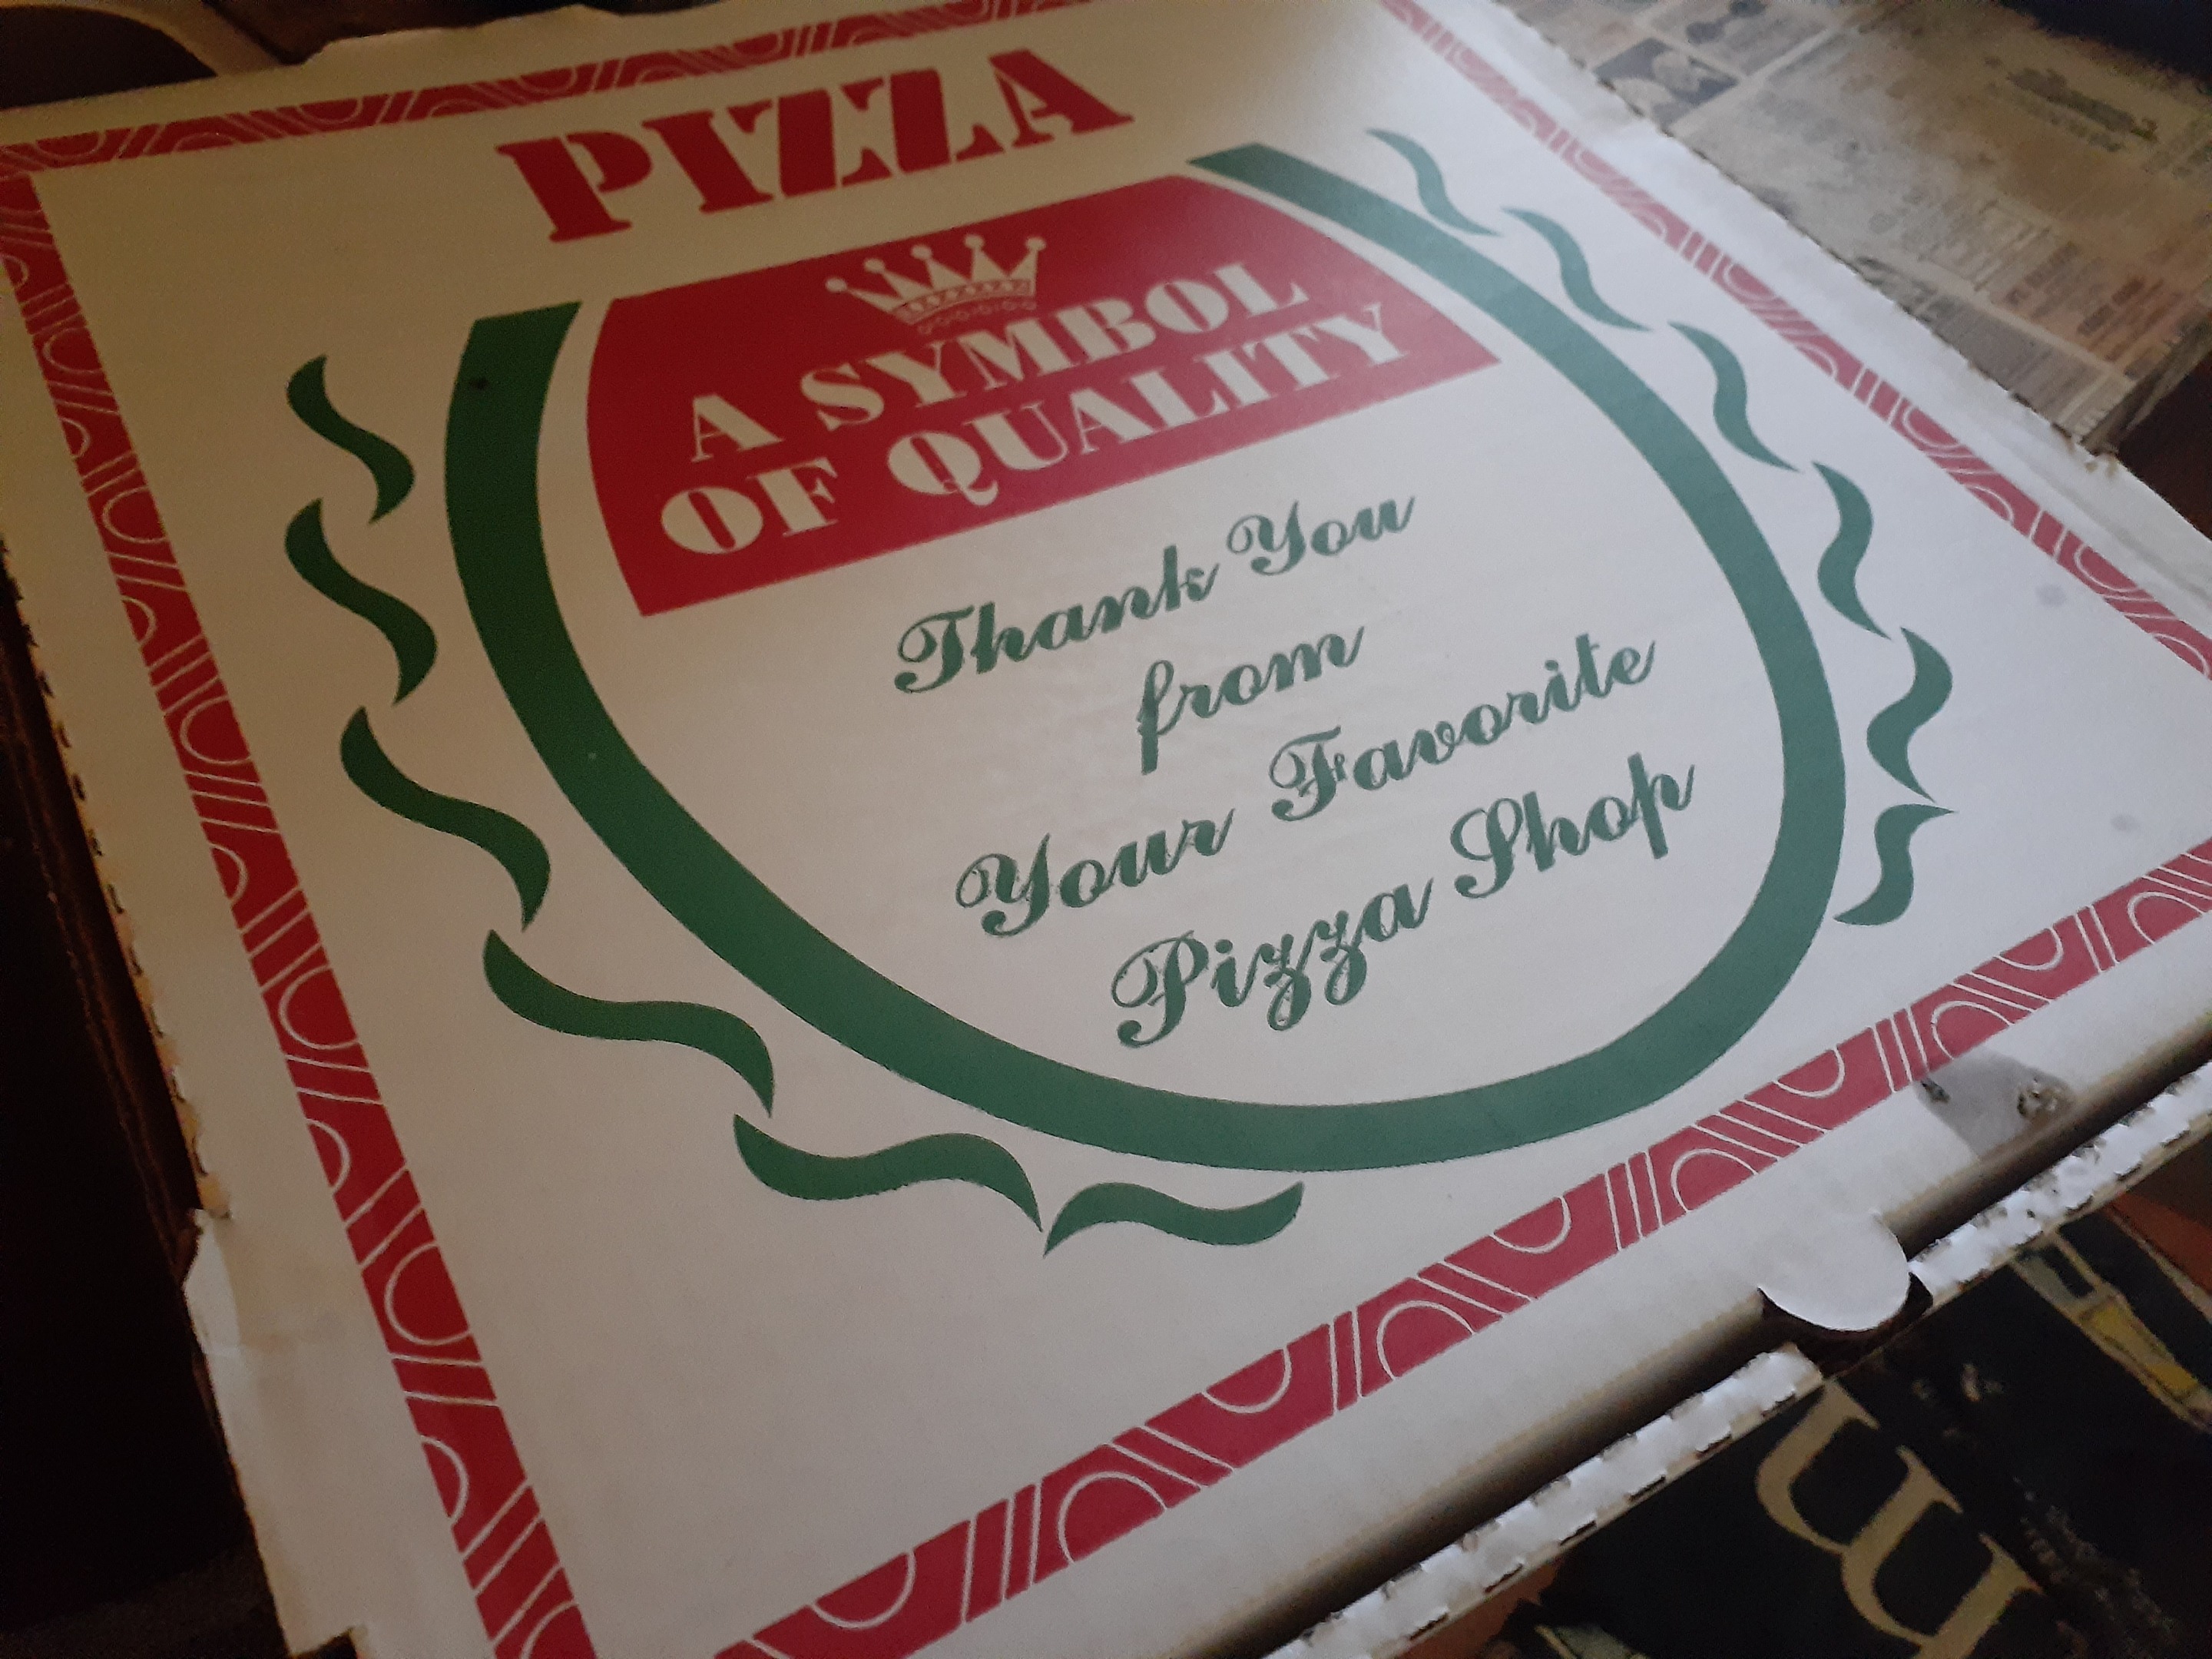 PIZZA
A SYMBOL
OF QUALITY
Thank You
from
Your Favorite
Pizza Shop